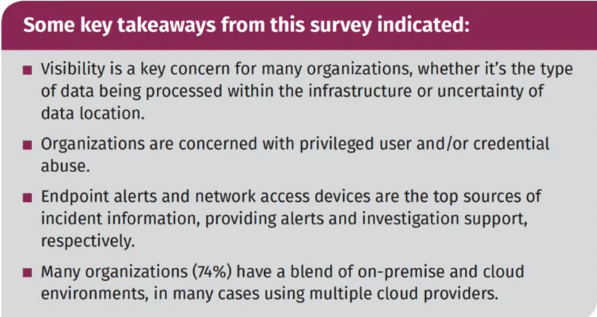 Some key takeaways from this survey indicated:
■ Visibility is a key concern for many organizations, whether it's the type
of data being processed within the infrastructure or uncertainty of
data location.
■ Organizations are concerned with privileged user and/or credential
abuse.
■ Endpoint alerts and network access devices are the top sources of
incident information, providing alerts and investigation support,
respectively.
■ Many organizations (74%) have a blend of on-premise and cloud
environments, in many cases using multiple cloud providers.